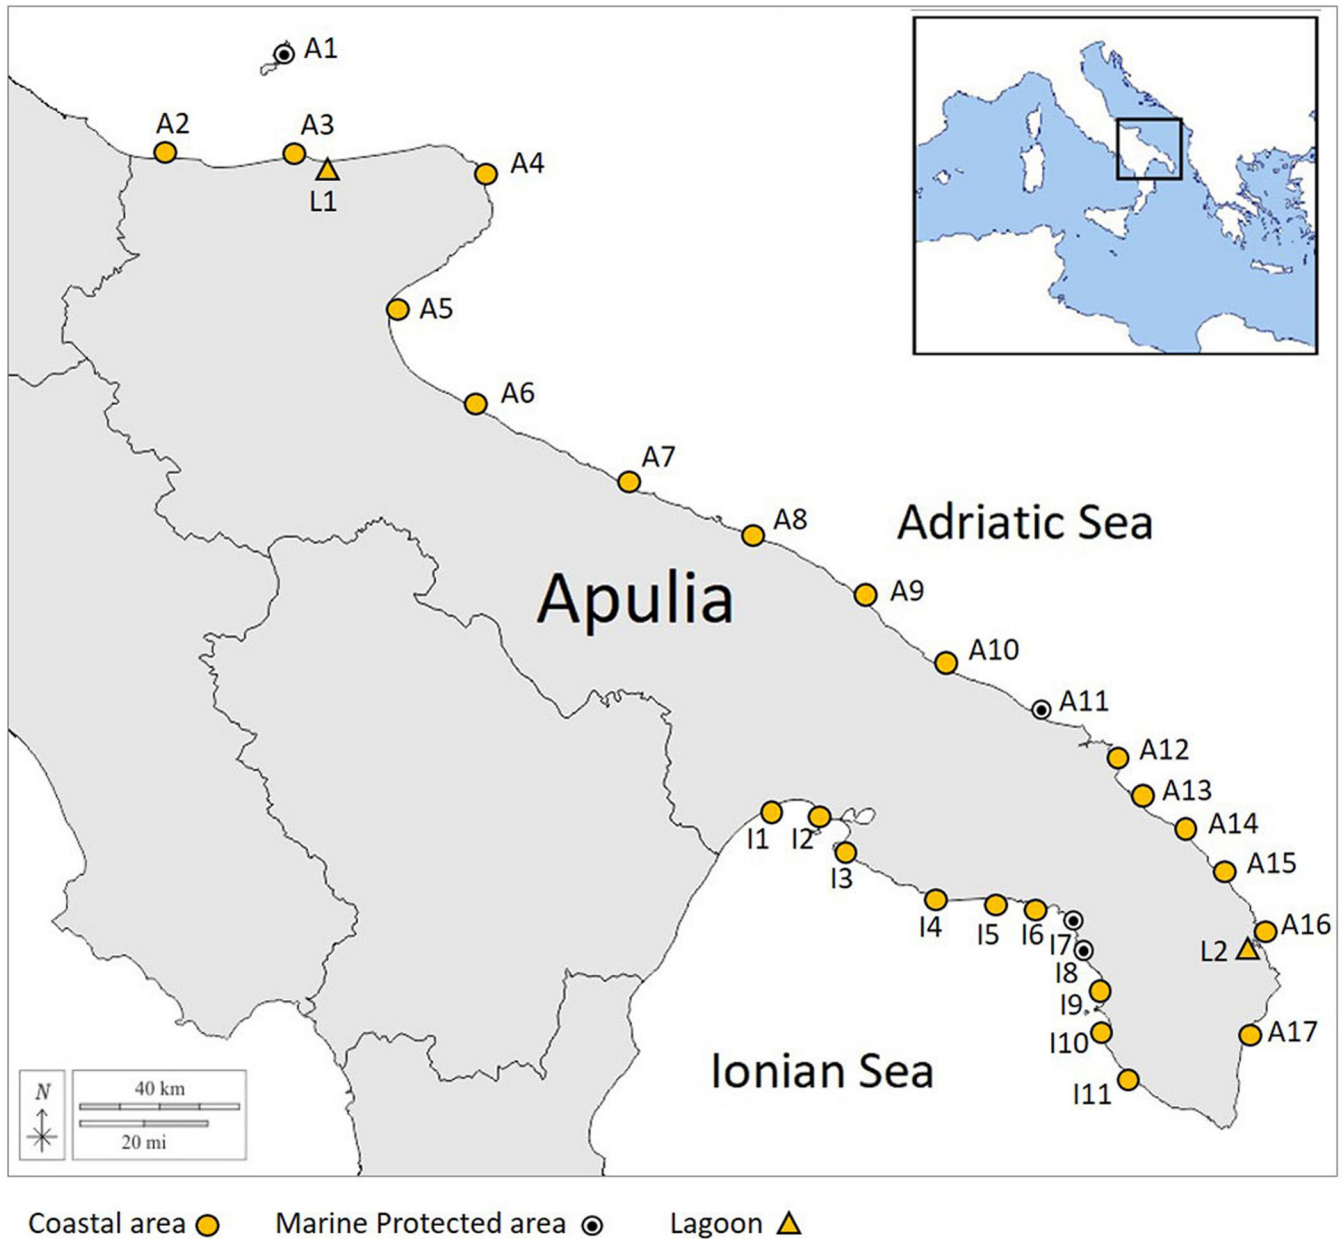 A1
A2
A3
A4
L1
A5
A6
A7
A8
Adriatic Sea
Apulia
A9
A10
A11
A12
A13
A14
A15
A16
L2
A17
I1
I2
I3
I4
I5
I6
I7
I8
I9
I10
I11
Ionian Sea
N
40 km
20 mi
Coastal area
Marine Protected area
Lagoon